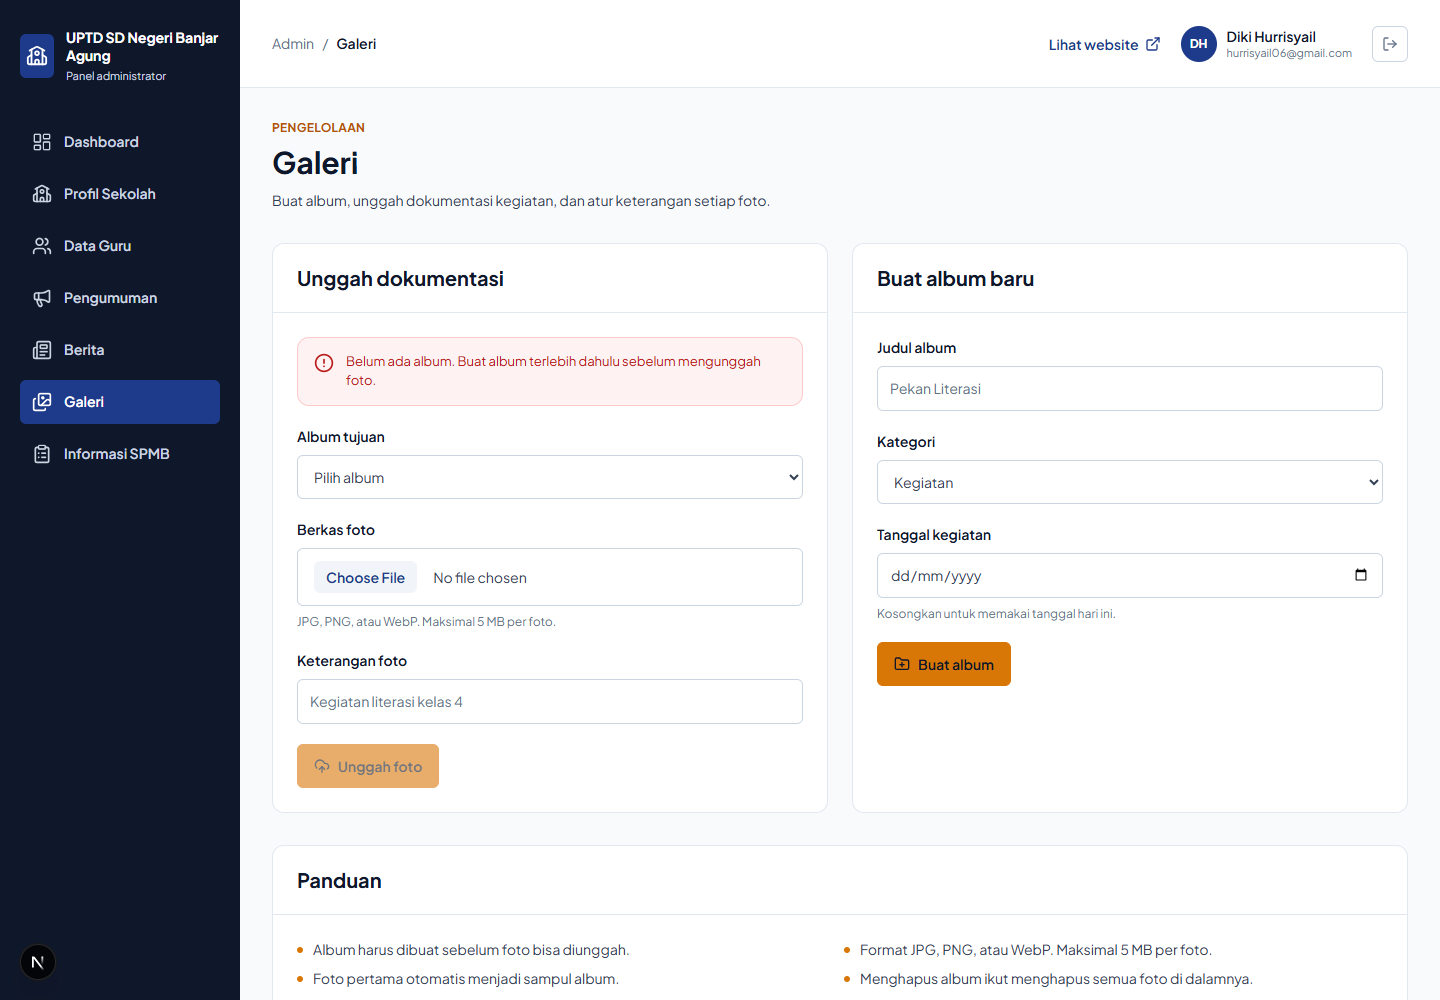 UPTD SD Negeri Banjar
Agung
Panel administrator
Dashboard
Profil Sekolah
Data Guru
Pengumuman
Berita
Galeri
Informasi SPMB
N
Admin / Galeri
Lihat website
DH
Diki Hurrisyail
hurrisyail06@gmail.com
PENGELOLAAN
Galeri
Buat album, unggah dokumentasi kegiatan, dan atur keterangan setiap foto.
Unggah dokumentasi
Belum ada album. Buat album terlebih dahulu sebelum mengunggah
foto.
Album tujuan
Pilih album
Berkas foto
Choose File No file chosen
JPG, PNG, atau WebP. Maksimal 5 MB per foto.
Keterangan foto
Kegiatan literasi kelas 4
Unggah foto
Buat album baru
Judul album
Pekan Literasi
Kategori
Kegiatan
Tanggal kegiatan
dd/mm/yyyy
Kosongkan untuk memakai tanggal hari ini.
Buat album
Panduan
Album harus dibuat sebelum foto bisa diunggah.
Foto pertama otomatis menjadi sampul album.
Format JPG, PNG, atau WebP. Maksimal 5 MB per foto.
Menghapus album ikut menghapus semua foto di dalamnya.